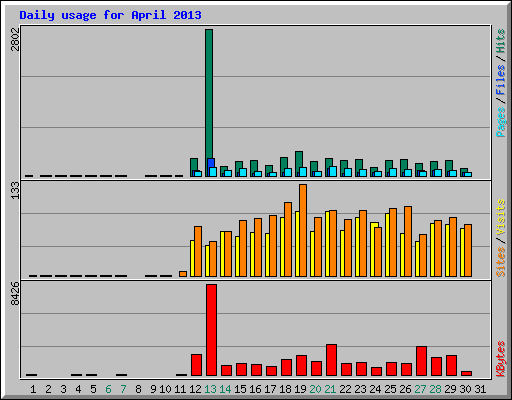 Daily usage for April 2013
2802
Pages / Files / Hits
133
Sites / Visits
8426
KBytes
1 2 3 4 5 6 7 8 9 10 11 12 13 14 15 16 17 18 19 20 21 22 23 24 25 26 27 28 29 30 31